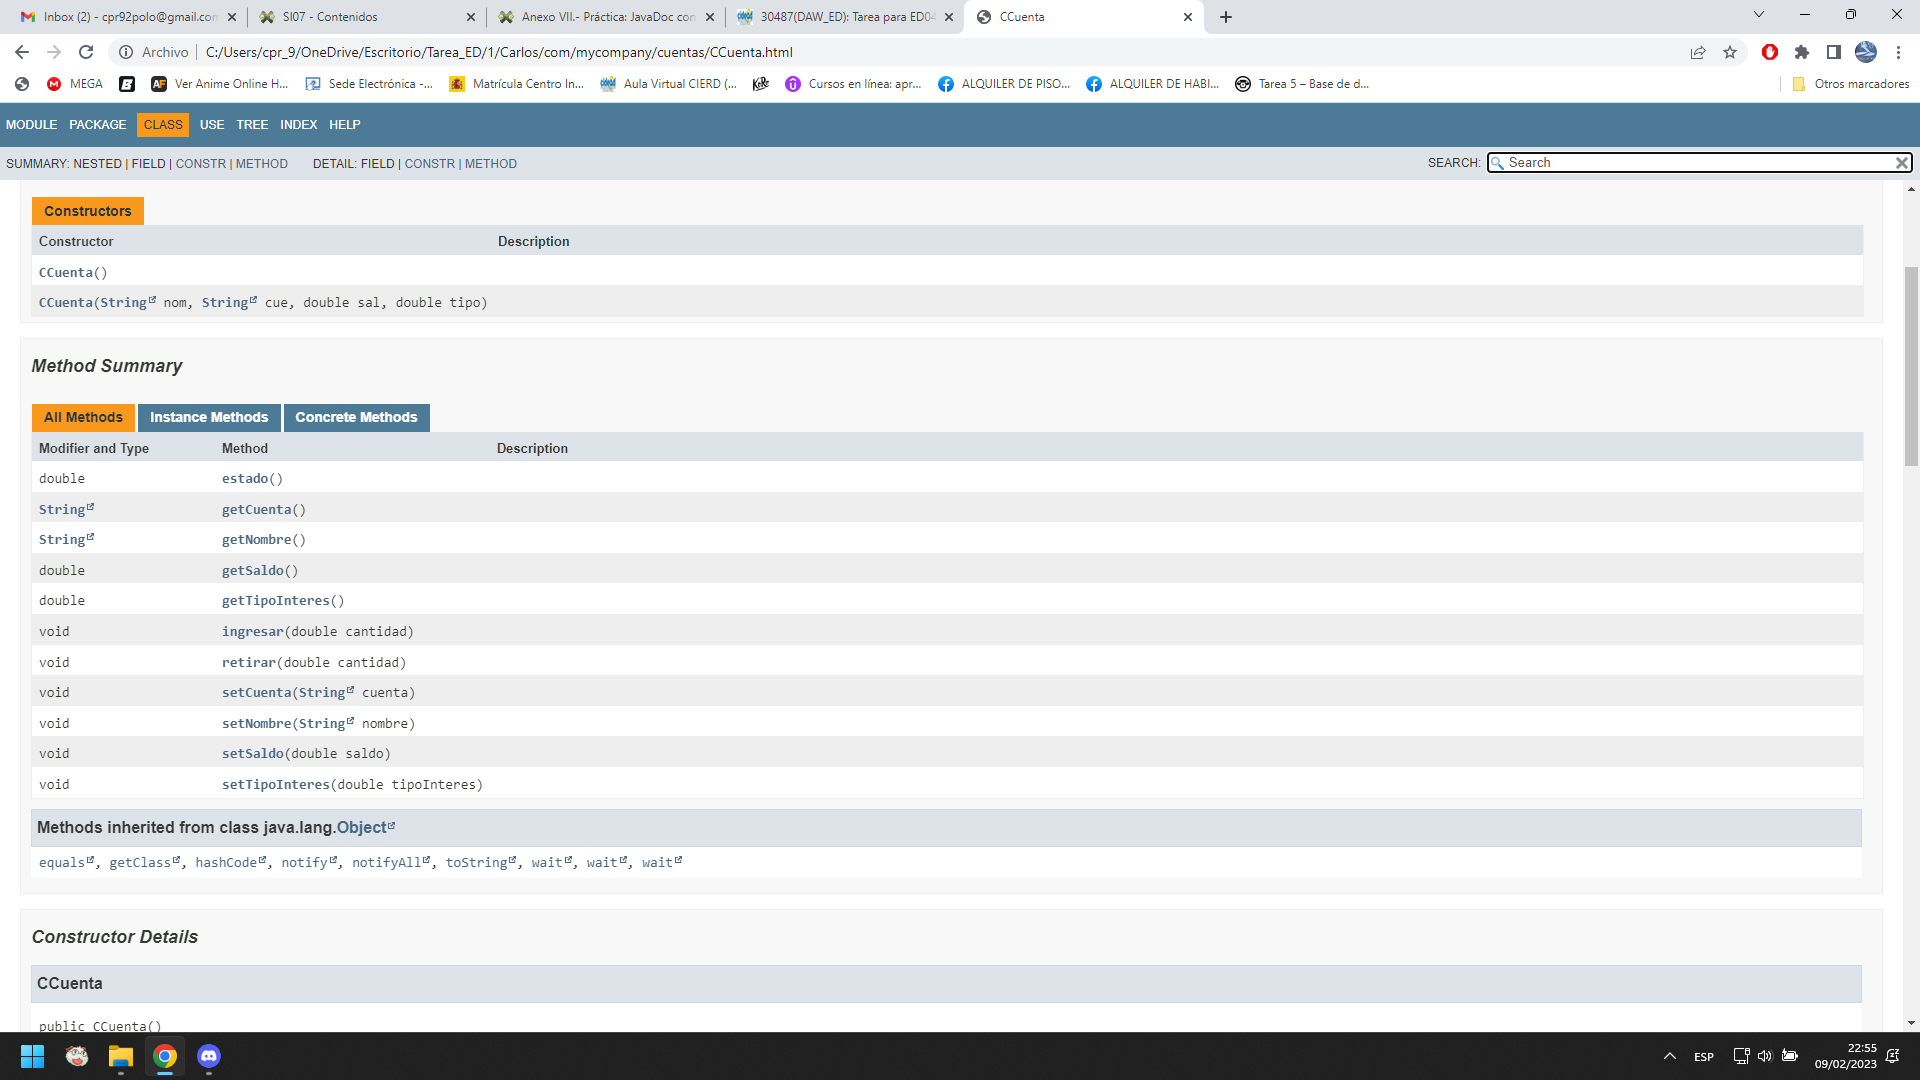 Inbox (2) - cpr92polo@gmail.con
SI07 - Contenidos
Anexo VII.- Práctica: JavaDoc con
30487(DAW_ED): Tarea para ED04
CCuenta
Archivo
C:/Users/cpr_9/OneDrive/Escritorio/Tarea_ED/1/Carlos/com/mycompany/cuentas/CCuenta.html
MEGA
Ver Anime Online H...
Sede Electrónica -...
Matrícula Centro In...
Aula Virtual CIERD (...
Cursos en línea: apr...
ALQUILER DE PISO...
ALQUILER DE HABI...
Tarea 5 – Base de d...
Otros marcadores
MODULE PACKAGE CLASS USE TREE INDEX HELP
SUMMARY: NESTED | FIELD | CONSTR | METHOD DETAIL: FIELD | CONSTR | METHOD SEARCH: Search
Constructors
Constructor Description
CCuenta()
CCuenta(String nom, String cue, double sal, double tipo)
Method Summary
All Methods Instance Methods Concrete Methods
Modifier and Type Method Description
double estado()
String getCuenta()
String getNombre()
double getSaldo()
double getTipoInteres()
void ingresar(double cantidad)
void retirar(double cantidad)
void setCuenta(String cuenta)
void setNombre(String nombre)
void setSaldo(double saldo)
void setTipoInteres(double tipoInteres)
Methods inherited from class java.lang.Object
equals, getClass, hashCode, notify, notifyAll, toString, wait, wait, wait
Constructor Details
CCuenta
public CCuenta()
ESP
22:55
09/02/2023